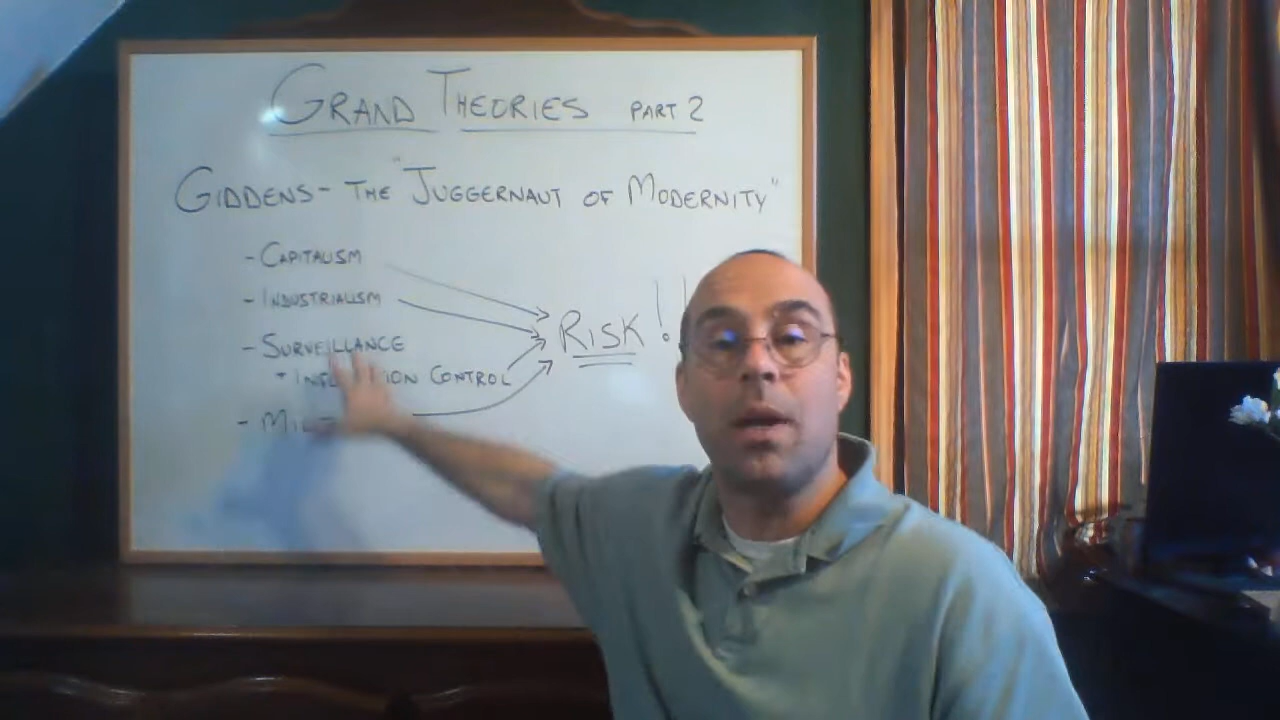 GRAND THEORIES PART 2
GIDDENS - THE "JUGGERNAUT OF MODERNITY"
- CAPITALISM
- INDUSTRIALISM
RISK!!
- SURVEILLANCE
CONTROL